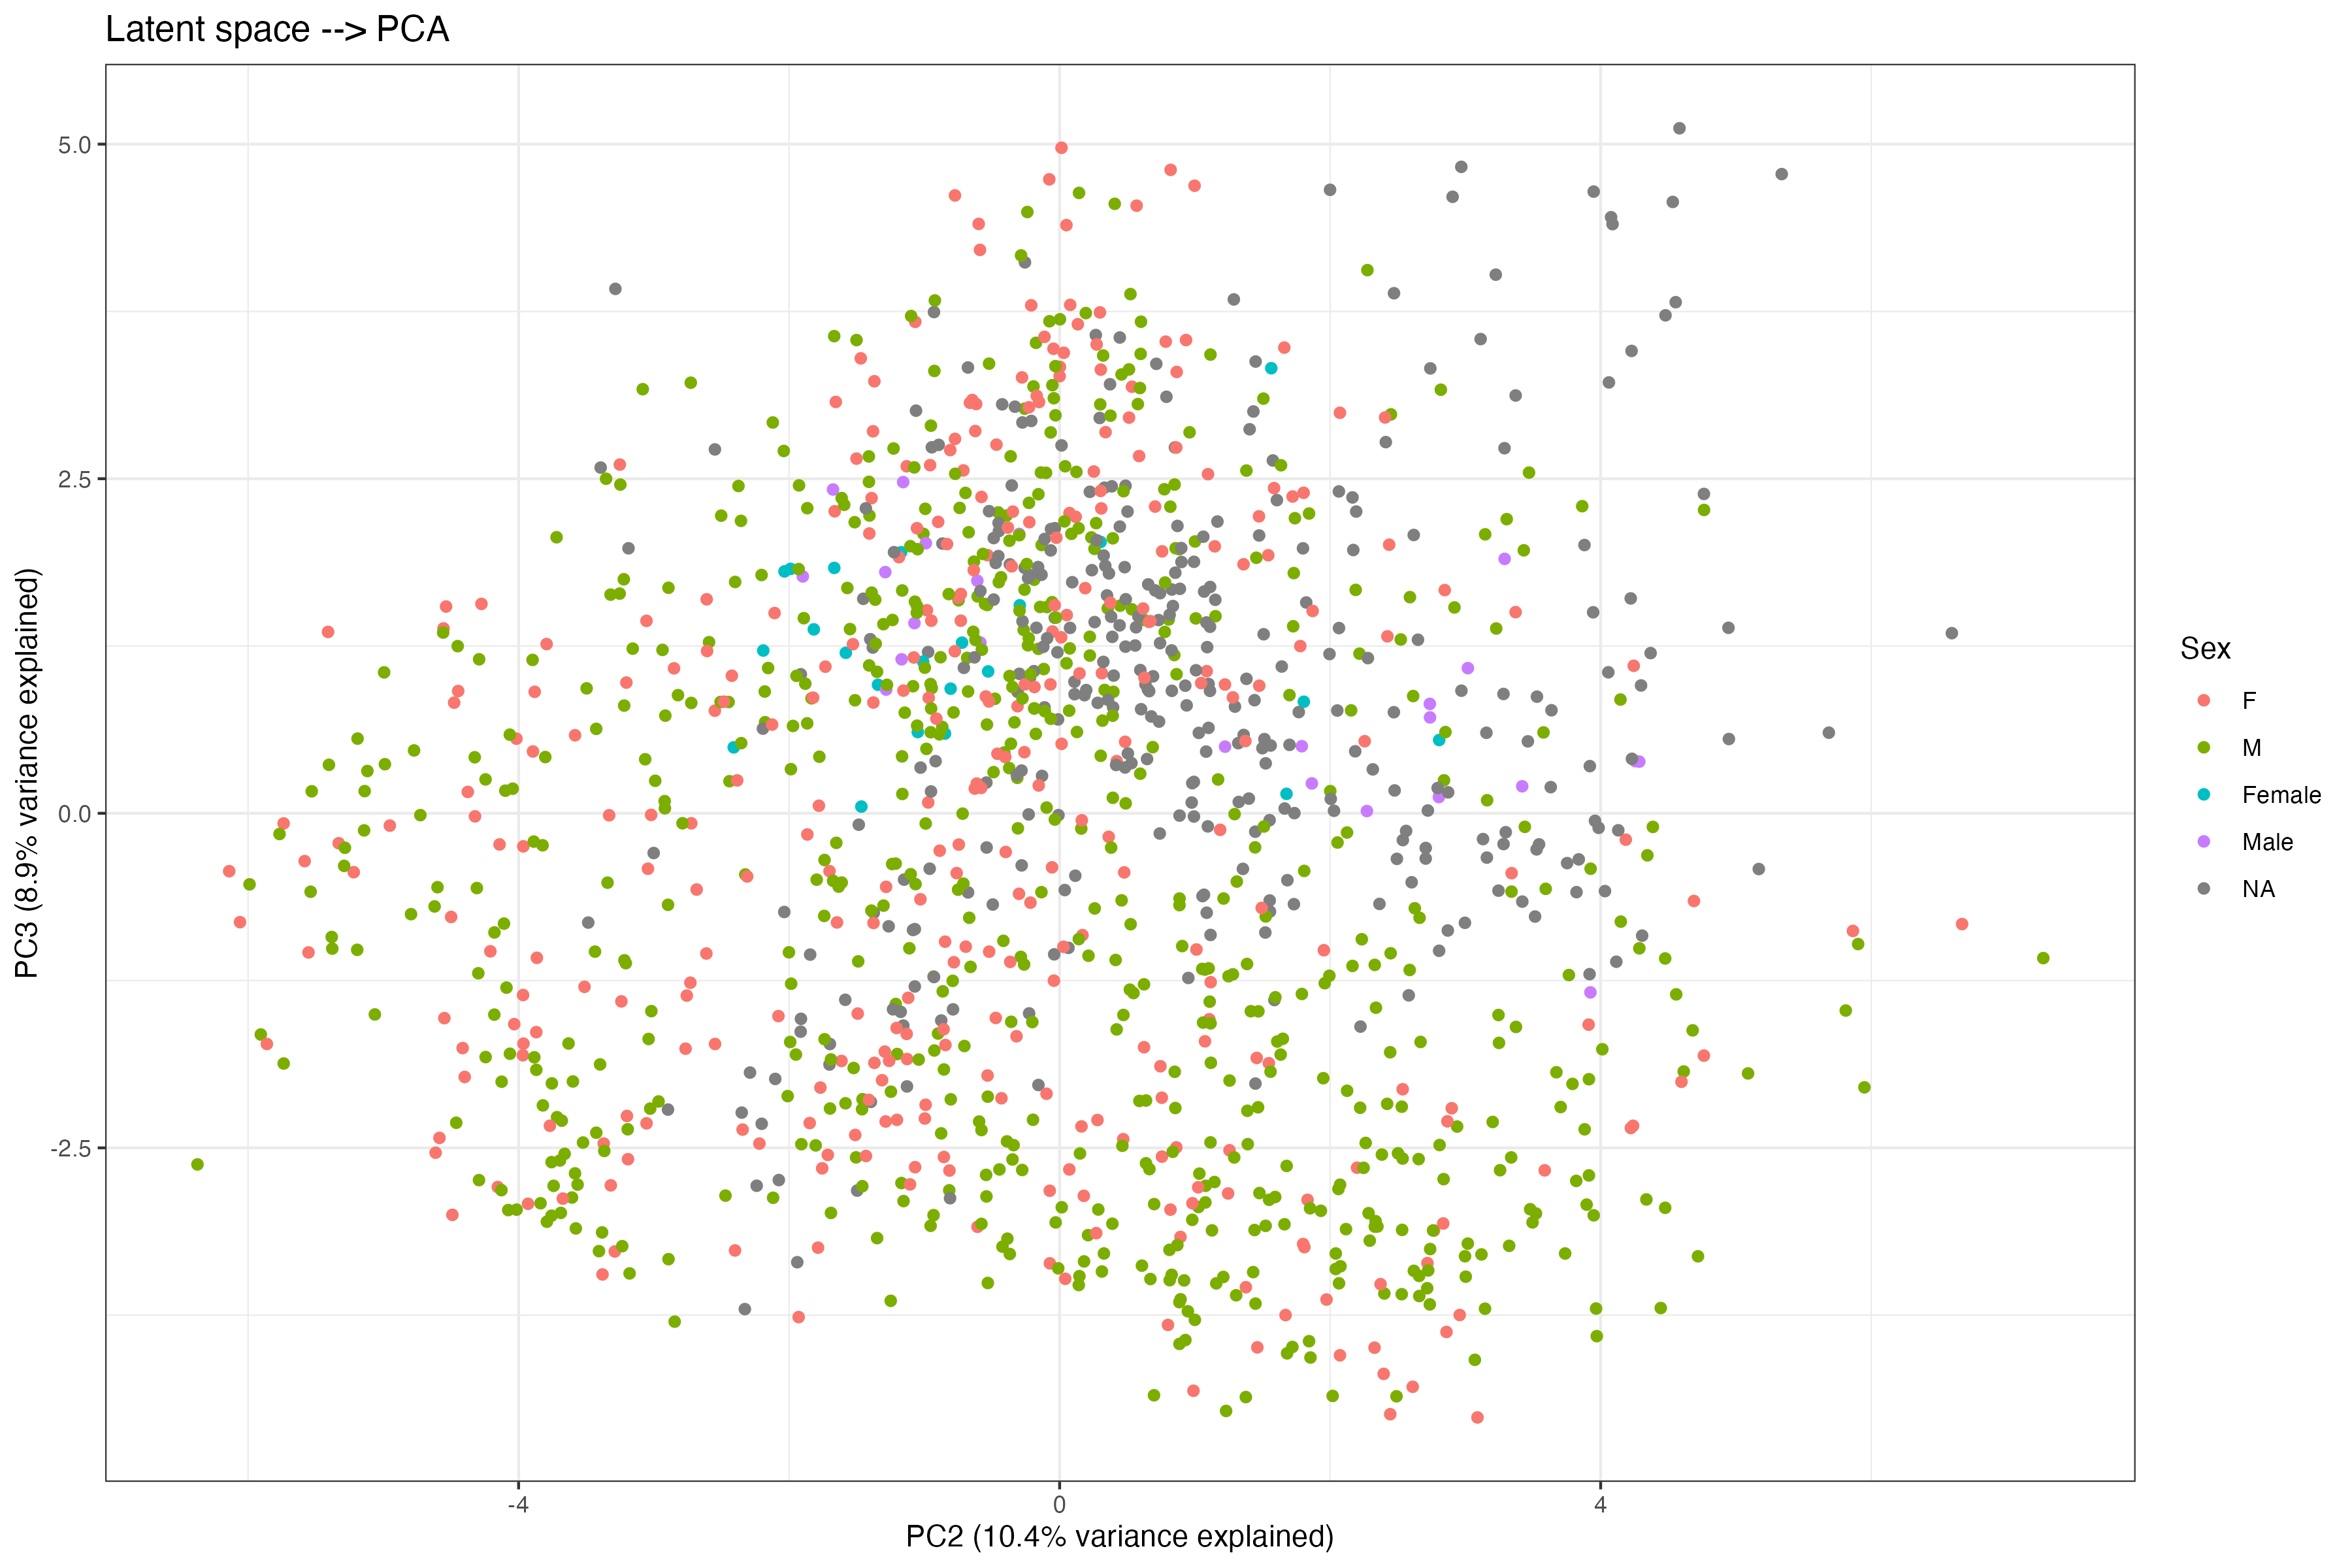 Latent space --> PCA
PC3 (8.9% variance explained)
5.0
2.5
0.0
-2.5
-4
0
4
PC2 (10.4% variance explained)
Sex
F
M
Female
Male
NA